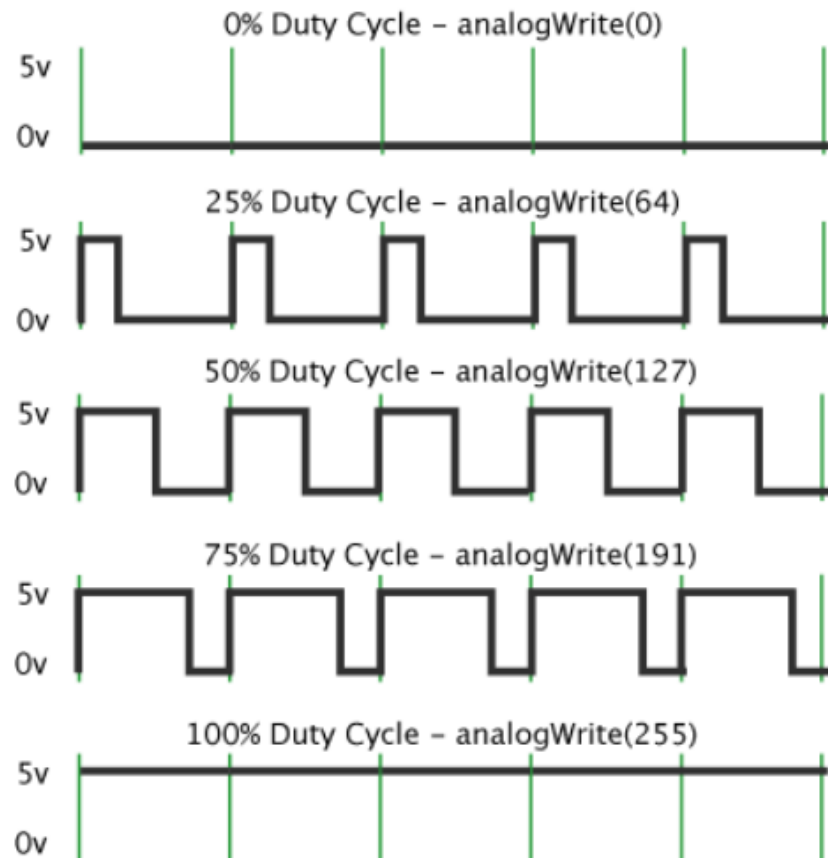 0% Duty Cycle – analogWrite(0)
5v
0v
25% Duty Cycle – analogWrite(64)
5v
0v
50% Duty Cycle – analogWrite(127)
5v
0v
75% Duty Cycle – analogWrite(191)
5v
0v
100% Duty Cycle – analogWrite(255)
5v
0v